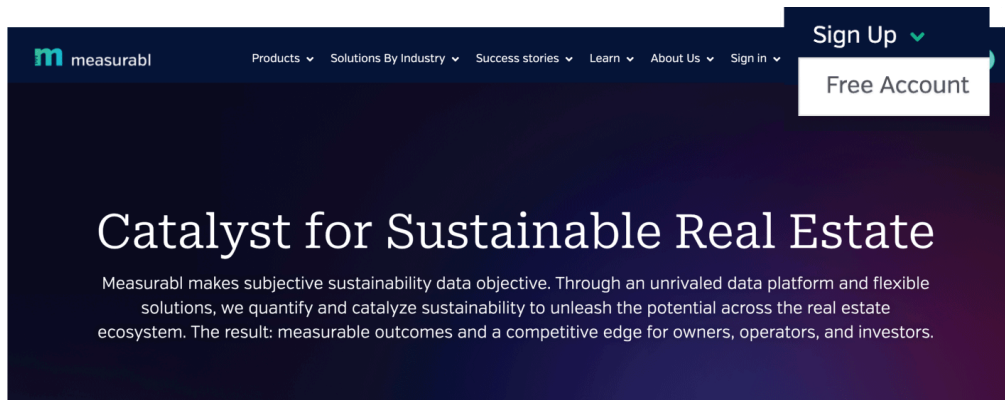 Sign Up
Free Account
measurabl
Products
Solutions By Industry
Success stories
Learn
About Us
Sign in
Catalyst for Sustainable Real Estate
Measurabl makes subjective sustainability data objective. Through an unrivaled data platform and flexible
solutions, we quantify and catalyze sustainability to unleash the potential across the real estate
ecosystem. The result: measurable outcomes and a competitive edge for owners, operators, and investors.